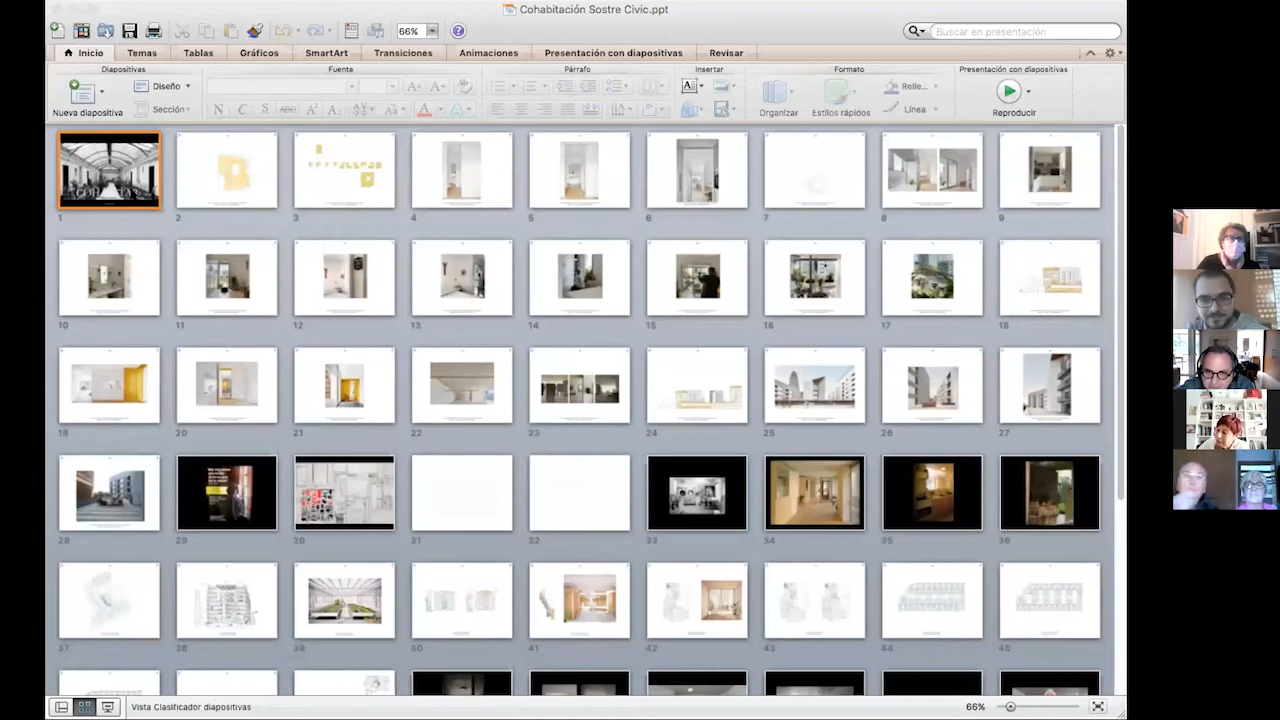 Cohabitación Sostre Civic.ppt
66%
Buscar en presentación
Inicio Temas Tablas Gráficos SmartArt Transiciones Animaciones Presentación con diapositivas Revisar
Diapositivas Fuente Párrafo Insertar Formato Presentación con diapositivas
Diseño
Relle...
N C S ABC A² A₂ Aa A A
Sección
Línea
Nueva diapositiva Organizar Estilos rápidos Reproducir
1 2 3 4 5 6 7 8 9
10 11 12 13 14 15 16 17 18
19 20 21 22 23 24 25 26 27
28 29 30 31 32 33 34 35 36
37 38 39 40 41 42 43 44 45
Vista Clasificador diapositivas 66%